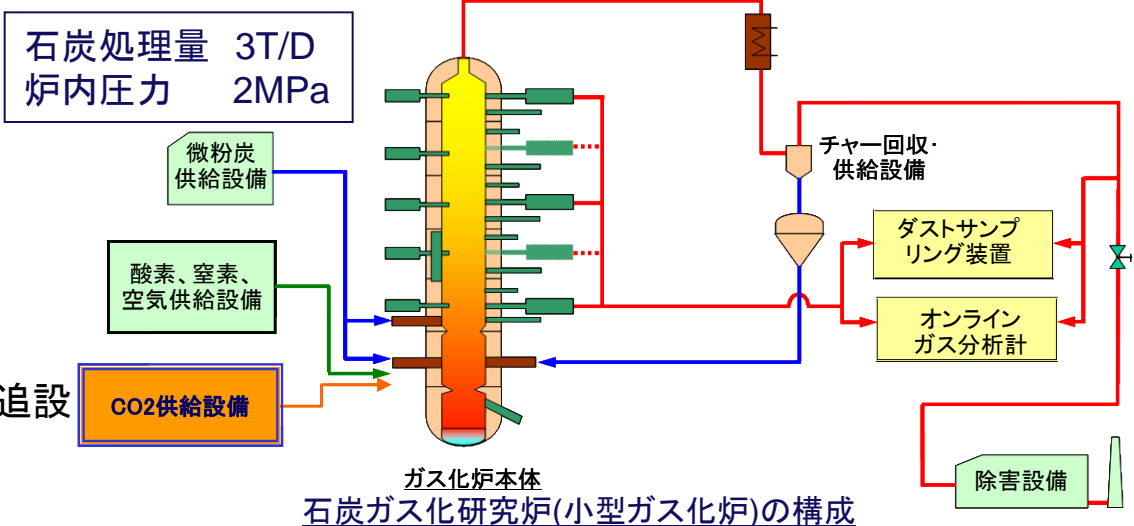 石炭処理量 3T/D
炉内圧力 2MPa
微粉炭
供給設備
チャー回収・
供給設備
ダストサンプ
リング装置
酸素、窒素、
空気供給設備
オンライン
ガス分析計
追設
CO2供給設備
除害設備
ガス化炉本体
石炭ガス化研究炉(小型ガス化炉)の構成